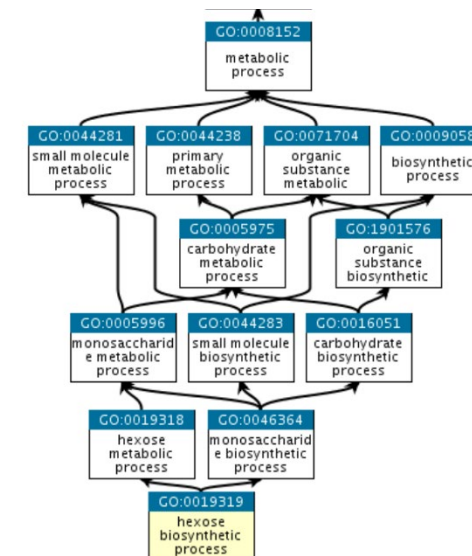 GO:0008152
metabolic
process
GO:0044281
small molecule
metabolic
process
GO:0044238
primary
metabolic
process
GO:0071704
organic
substance
metabolic
GO:0009058
biosynthetic
process
GO:0005975
carbohydrate
metabolic
process
GO:1901576
organic
substance
biosynthetic
GO:0005996
monosaccharid
e metabolic
process
GO:0044283
small molecule
biosynthetic
process
GO:0016051
carbohydrate
biosynthetic
process
GO:0019318
hexose
metabolic
process
GO:0046364
monosaccharid
e biosynthetic
process
GO:0019319
hexose
biosynthetic
process